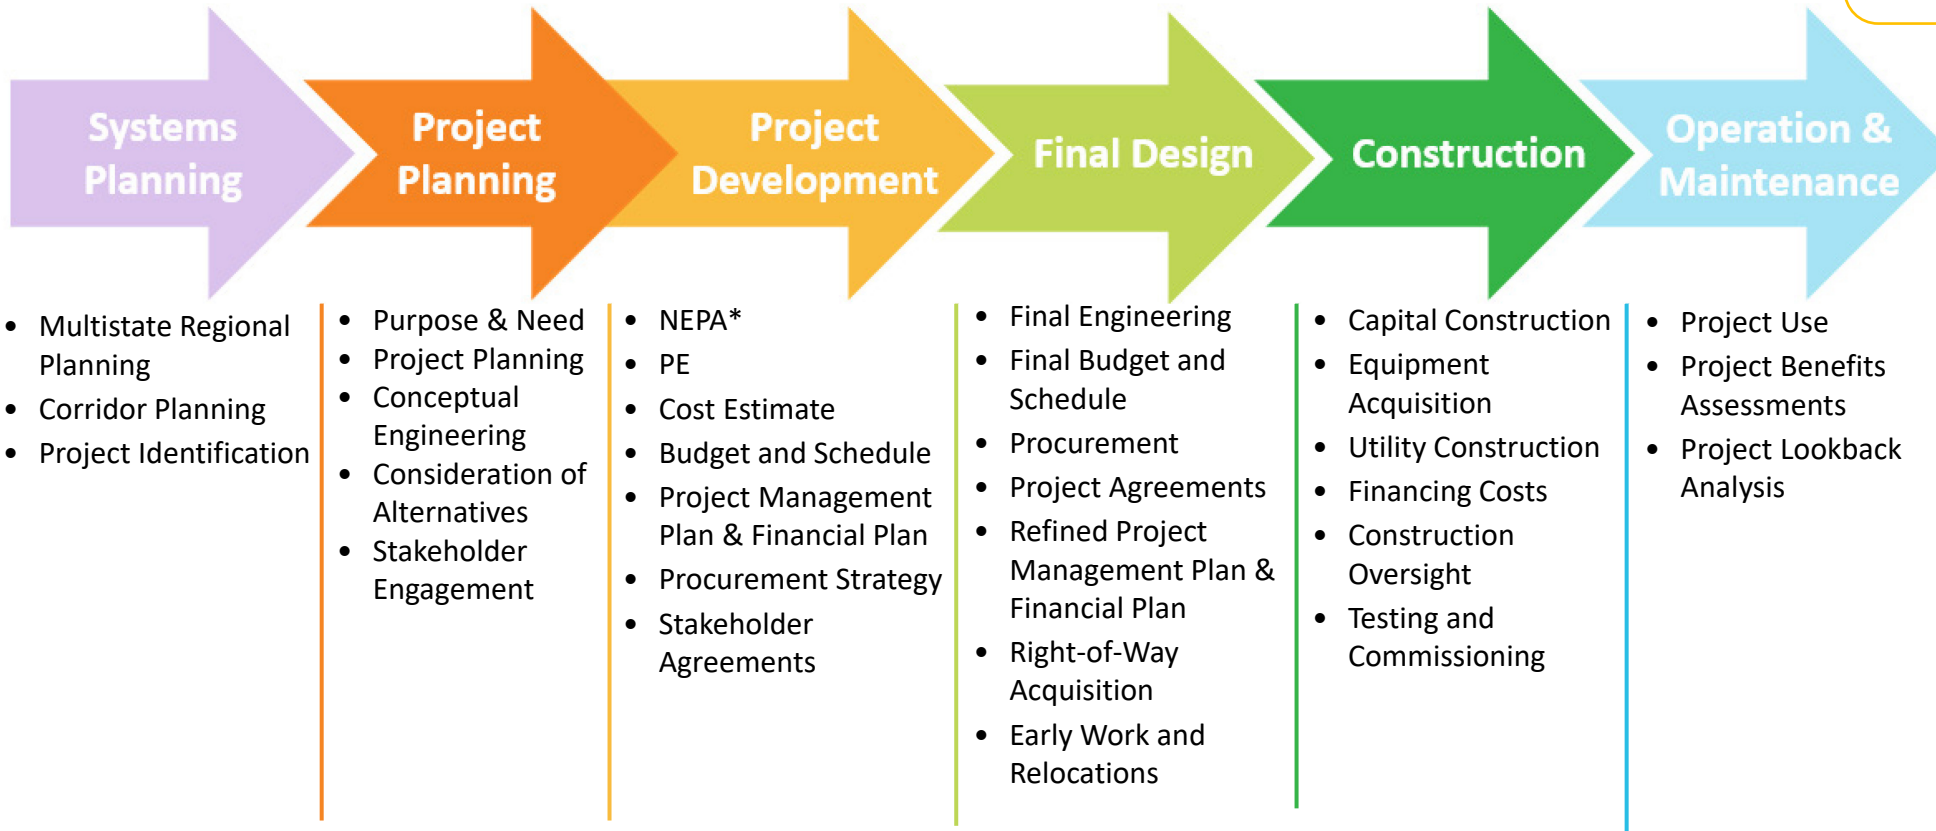 Systems
Planning
Project
Planning
Project
Development
Final Design
Construction
Operation &
Maintenance
• Multistate Regional
Planning
• Corridor Planning
• Project Identification
• Purpose & Need
• Project Planning
• Conceptual
Engineering
• Consideration of
Alternatives
• Stakeholder
Engagement
• NEPA*
• PE
• Cost Estimate
• Budget and Schedule
• Project Management
Plan & Financial Plan
• Procurement Strategy
• Stakeholder
Agreements
• Final Engineering
• Final Budget and
Schedule
• Procurement
• Project Agreements
• Refined Project
Management Plan &
Financial Plan
• Right-of-Way
Acquisition
• Early Work and
Relocations
• Capital Construction
• Equipment
Acquisition
• Utility Construction
• Financing Costs
• Construction
Oversight
• Testing and
Commissioning
• Project Use
• Project Benefits
Assessments
• Project Lookback
Analysis